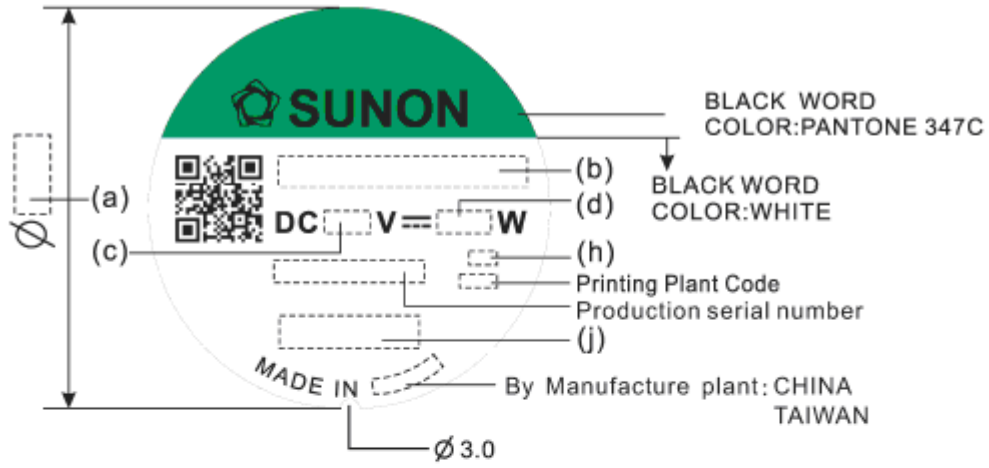 SUNON
BLACK WORD
COLOR:PANTONE 347C
(a)
(b)
BLACK WORD
COLOR:WHITE
(d)
DC V⎓ W
(c)
(h)
Printing Plant Code
Production serial number
(j)
MADE IN
By Manufacture plant: CHINA
TAIWAN
Ø
Ø 3.0